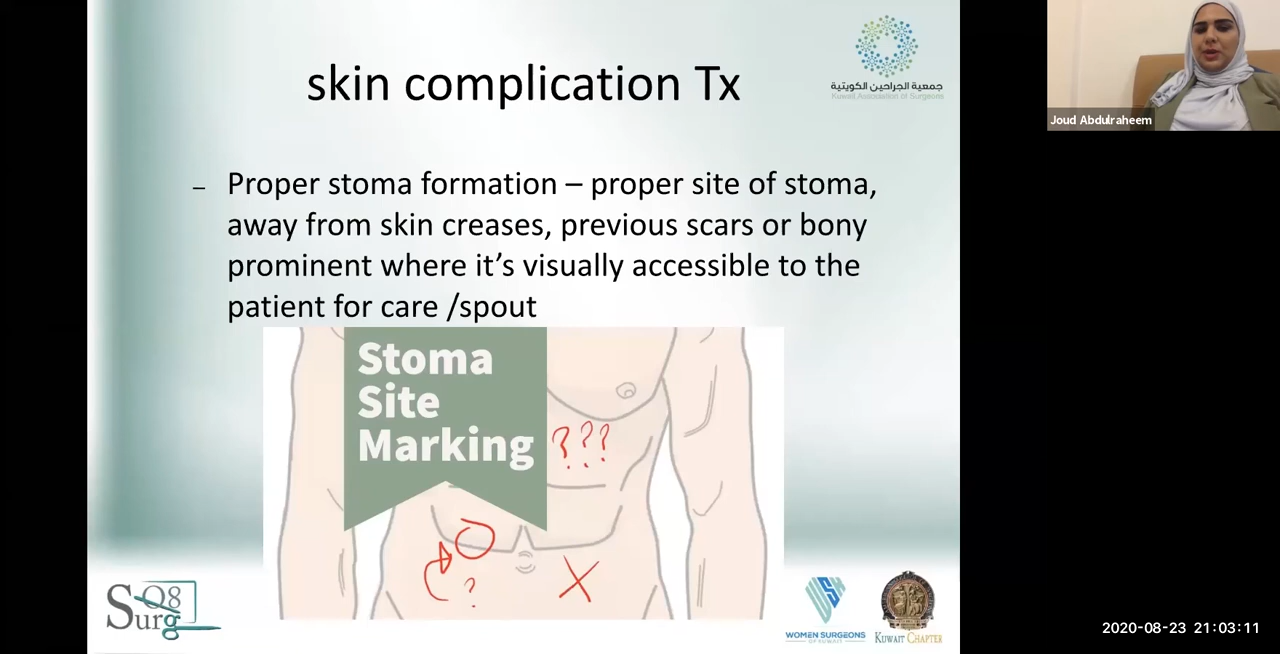 skin complication Tx
جمعية الجراحين الكويتية
Kuwait Association of Surgeons
Joud Abdulraheem
– Proper stoma formation – proper site of stoma,
away from skin creases, previous scars or bony
prominent where it's visually accessible to the
patient for care /spout
Stoma
Site
Marking
???
?
X
Q8
Surg
WOMEN SURGEONS
OF KUWAIT
KUWAIT CHAPTER
2020-08-23 21:03:11